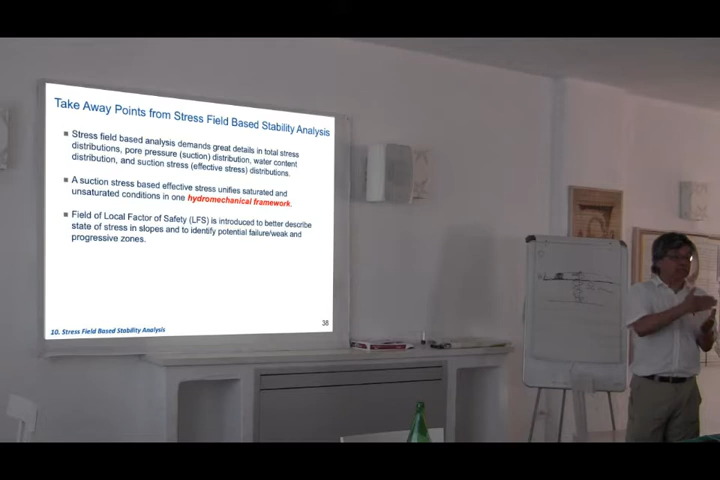 Take Away Points from Stress Field Based Stability Analysis
Stress field based analysis demands great details in total stress
distributions, pore pressure (suction) distribution, water content
distribution, and suction stress (effective stress) distributions.
A suction stress based effective stress unifies saturated and
unsaturated conditions in one hydromechanical framework.
Field of Local Factor of Safety (LFS) is introduced to better describe
state of stress in slopes and to identify potential failure/weak and
progressive zones.
10. Stress Field Based Stability Analysis
38